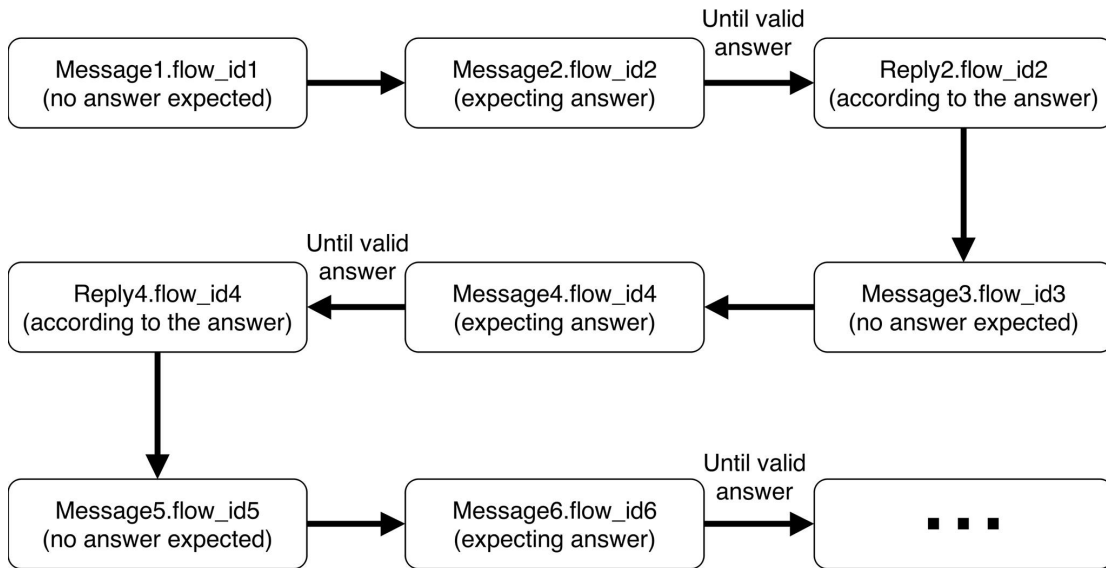 Message1.flow_id1
(no answer expected)
Message2.flow_id2
(expecting answer)
Until valid
answer
Reply2.flow_id2
(according to the answer)
Message3.flow_id3
(no answer expected)
Message4.flow_id4
(expecting answer)
Until valid
answer
Reply4.flow_id4
(according to the answer)
Message5.flow_id5
(no answer expected)
Message6.flow_id6
(expecting answer)
Until valid
answer
...